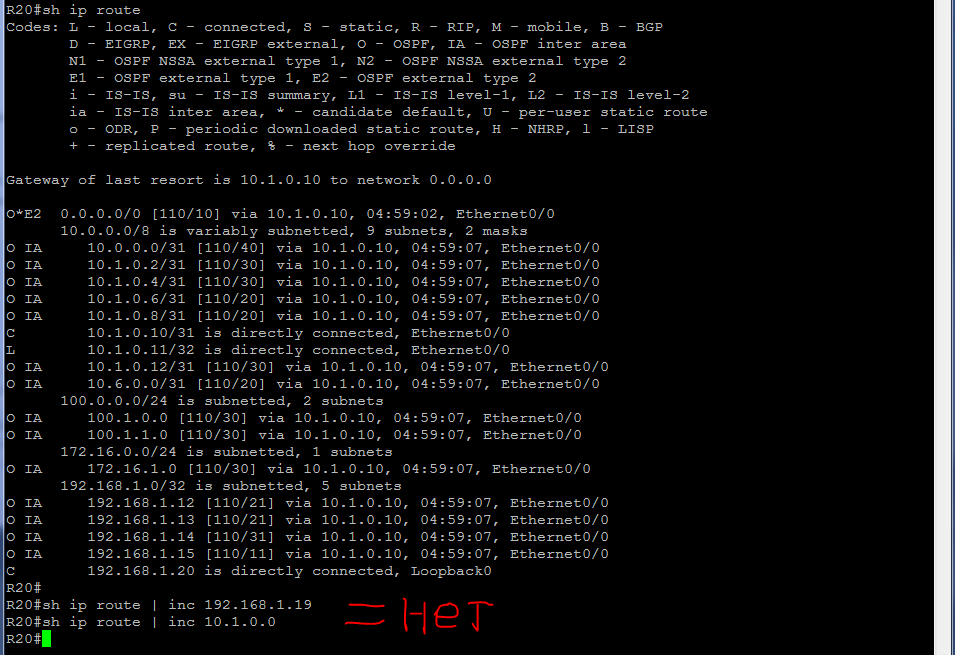 R20#sh ip route
Codes: L - local, C - connected, S - static, R - RIP, M - mobile, B - BGP
D - EIGRP, EX - EIGRP external, O - OSPF, IA - OSPF inter area
N1 - OSPF NSSA external type 1, N2 - OSPF NSSA external type 2
E1 - OSPF external type 1, E2 - OSPF external type 2
i - IS-IS, su - IS-IS summary, L1 - IS-IS level-1, L2 - IS-IS level-2
ia - IS-IS inter area, * - candidate default, U - per-user static route
o - ODR, P - periodic downloaded static route, H - NHRP, l - LISP
+ - replicated route, % - next hop override
Gateway of last resort is 10.1.0.10 to network 0.0.0.0
O*E2 0.0.0.0/0 [110/10] via 10.1.0.10, 04:59:02, Ethernet0/0
10.0.0.0/8 is variably subnetted, 9 subnets, 2 masks
O IA 10.0.0.0/31 [110/40] via 10.1.0.10, 04:59:07, Ethernet0/0
O IA 10.1.0.2/31 [110/30] via 10.1.0.10, 04:59:07, Ethernet0/0
O IA 10.1.0.4/31 [110/30] via 10.1.0.10, 04:59:07, Ethernet0/0
O IA 10.1.0.6/31 [110/20] via 10.1.0.10, 04:59:07, Ethernet0/0
O IA 10.1.0.8/31 [110/20] via 10.1.0.10, 04:59:07, Ethernet0/0
C 10.1.0.10/31 is directly connected, Ethernet0/0
L 10.1.0.11/32 is directly connected, Ethernet0/0
O IA 10.1.0.12/31 [110/30] via 10.1.0.10, 04:59:07, Ethernet0/0
O IA 10.6.0.0/31 [110/20] via 10.1.0.10, 04:59:07, Ethernet0/0
100.0.0.0/24 is subnetted, 2 subnets
O IA 100.1.0.0 [110/30] via 10.1.0.10, 04:59:07, Ethernet0/0
O IA 100.1.1.0 [110/30] via 10.1.0.10, 04:59:07, Ethernet0/0
172.16.0.0/24 is subnetted, 1 subnets
O IA 172.16.1.0 [110/30] via 10.1.0.10, 04:59:07, Ethernet0/0
192.168.1.0/32 is subnetted, 5 subnets
O IA 192.168.1.12 [110/21] via 10.1.0.10, 04:59:07, Ethernet0/0
O IA 192.168.1.13 [110/21] via 10.1.0.10, 04:59:07, Ethernet0/0
O IA 192.168.1.14 [110/31] via 10.1.0.10, 04:59:07, Ethernet0/0
O IA 192.168.1.15 [110/11] via 10.1.0.10, 04:59:07, Ethernet0/0
C 192.168.1.20 is directly connected, Loopback0
R20#
R20#sh ip route | inc 192.168.1.19
= Нет
R20#sh ip route | inc 10.1.0.0
R20#